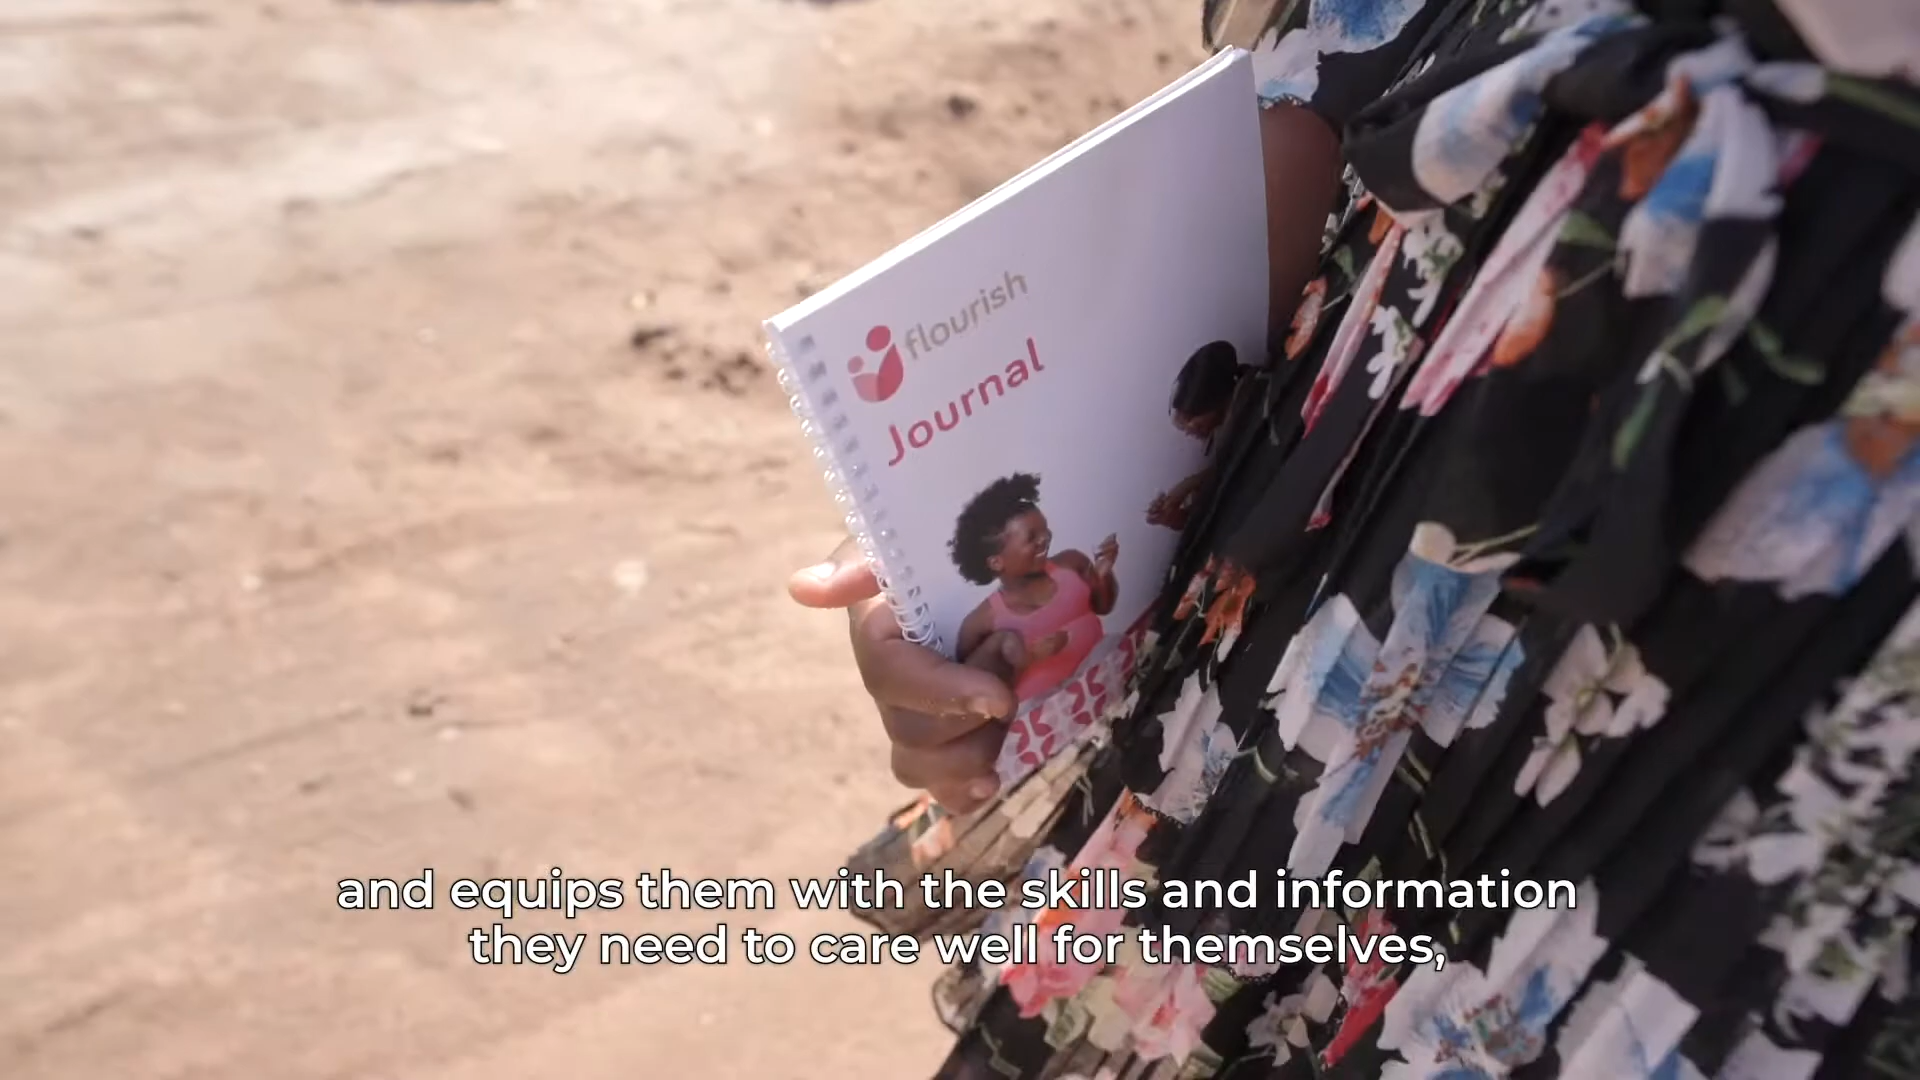 flourish
Journal
and equips them with the skills and information
they need to care well for themselves,